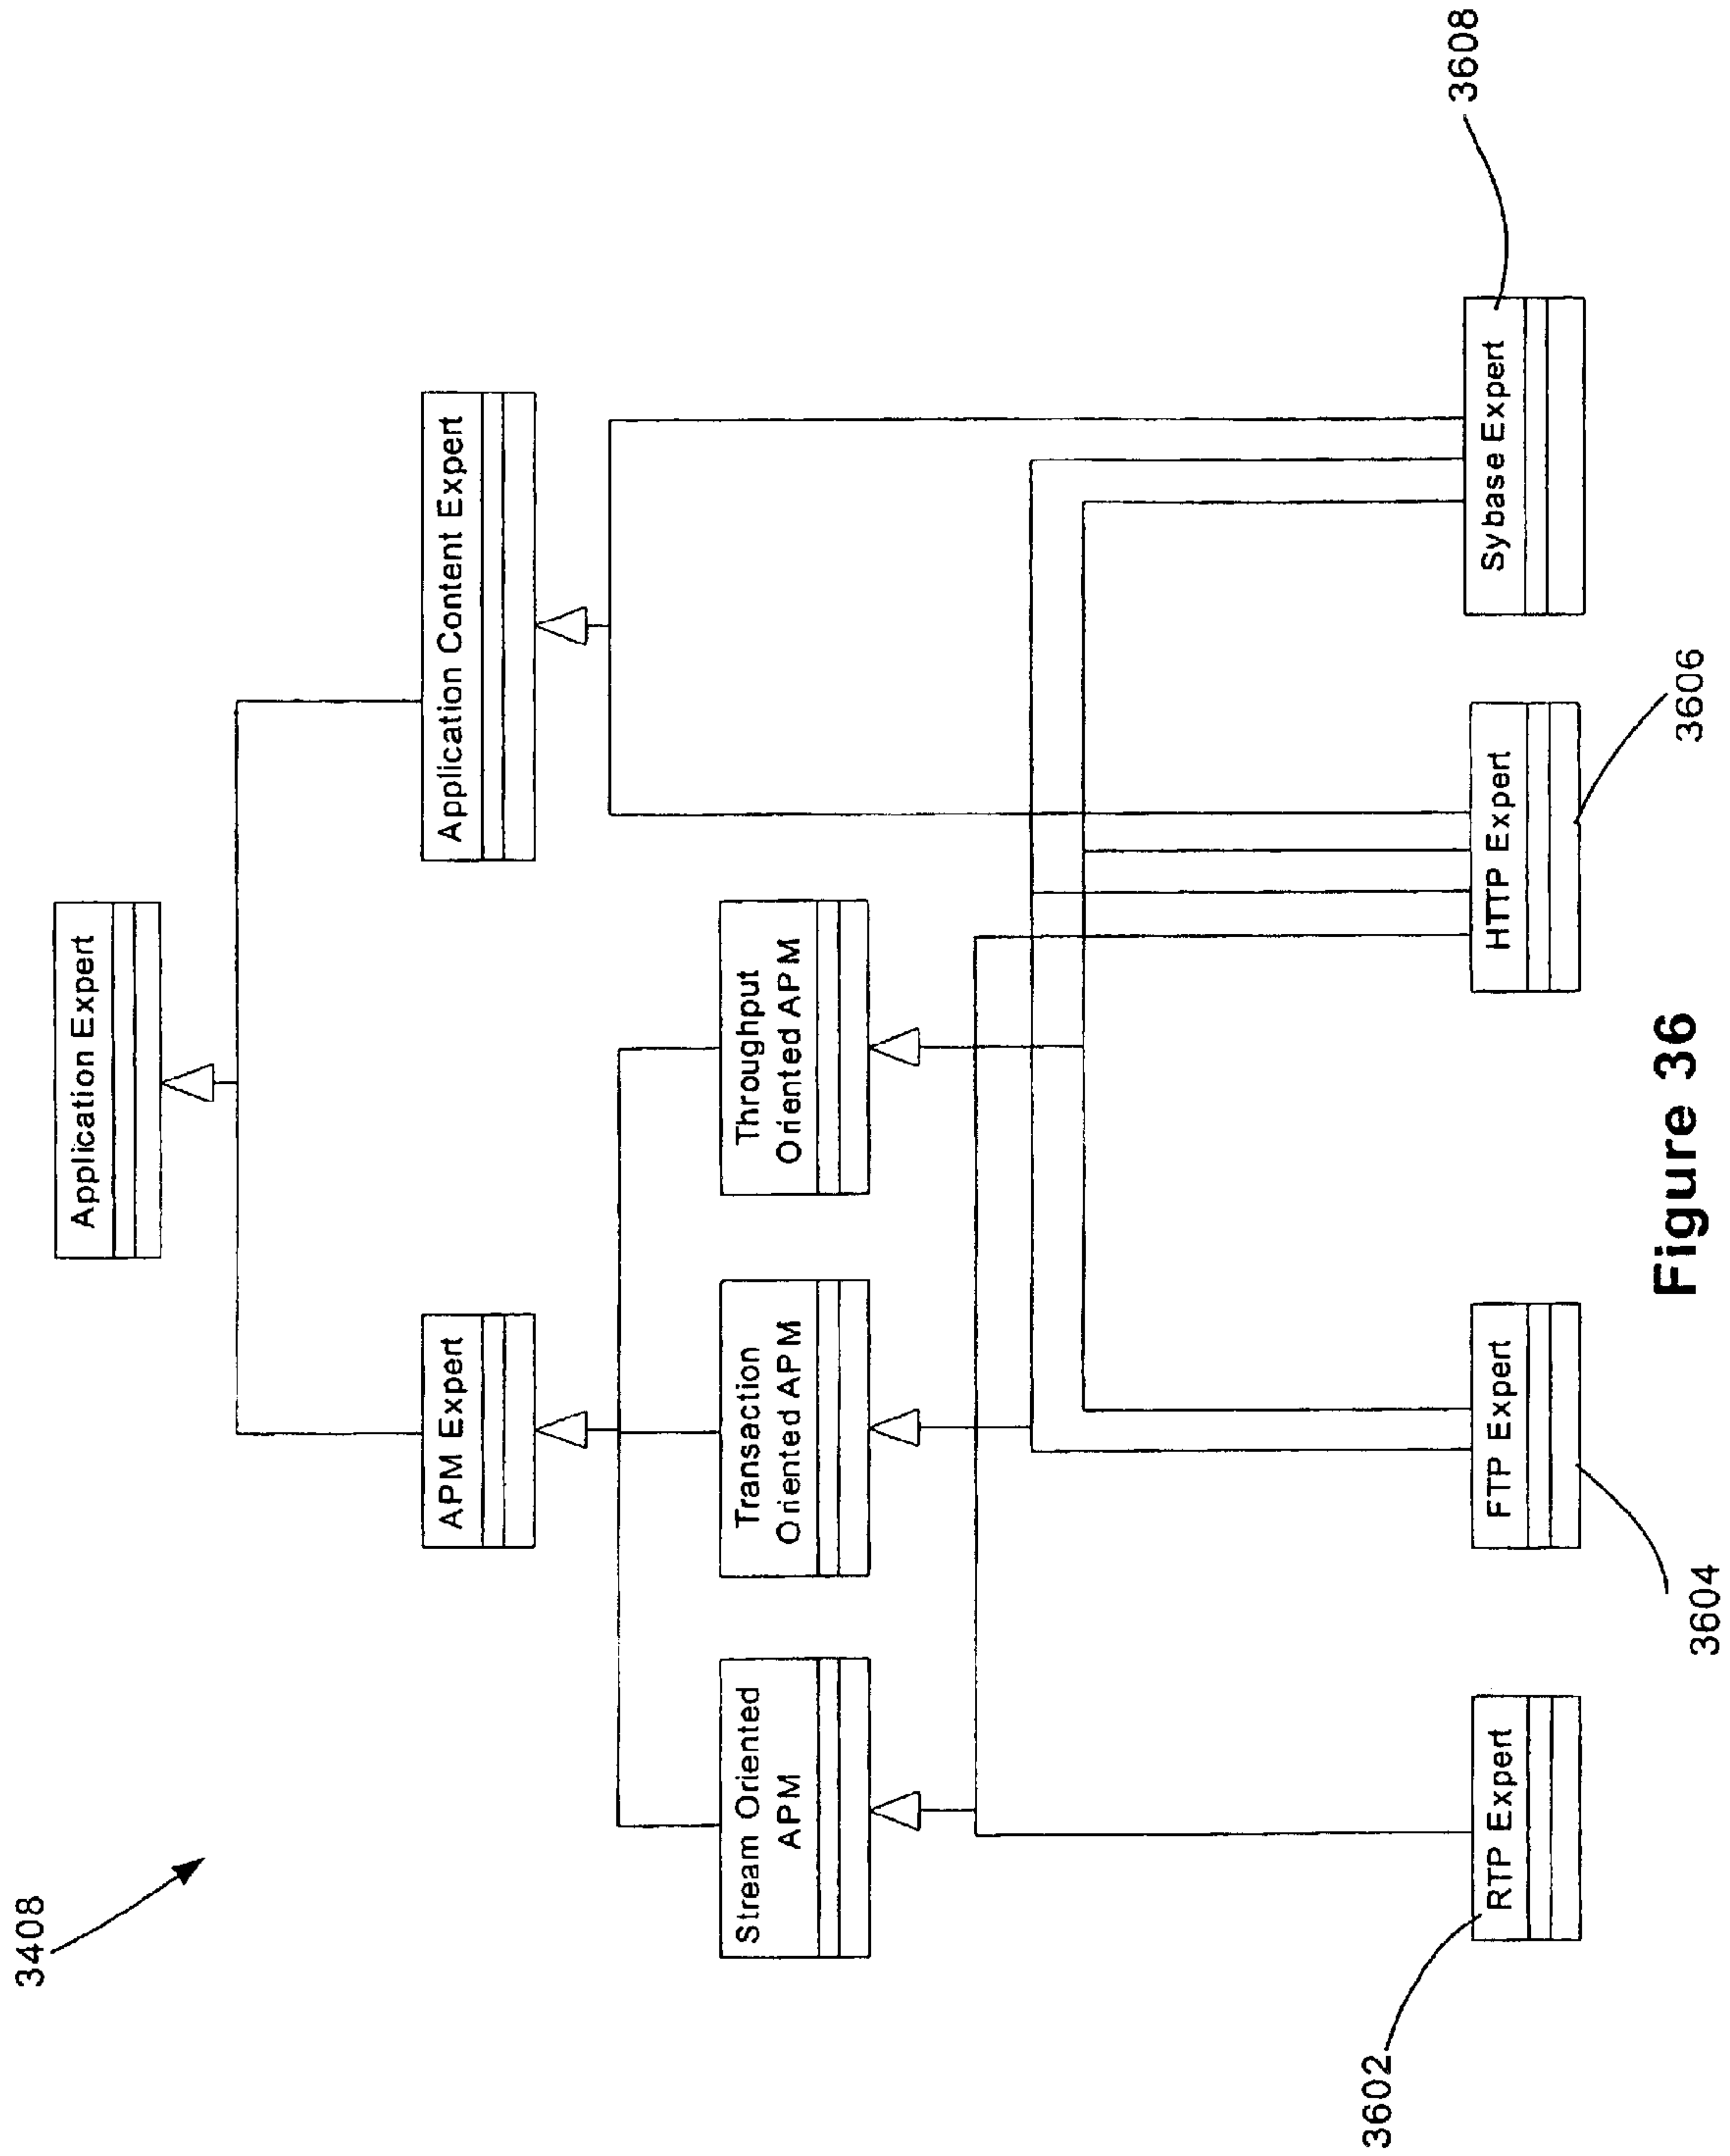 3408
Application Expert
APM Expert
Application Content Expert
Stream Oriented
APM
Transaction
Oriented APM
Throughput
Oriented APM
RTP Expert
FTP Expert
HTTP Expert
Sybase Expert
3602
3604
3606
3608
Figure 36